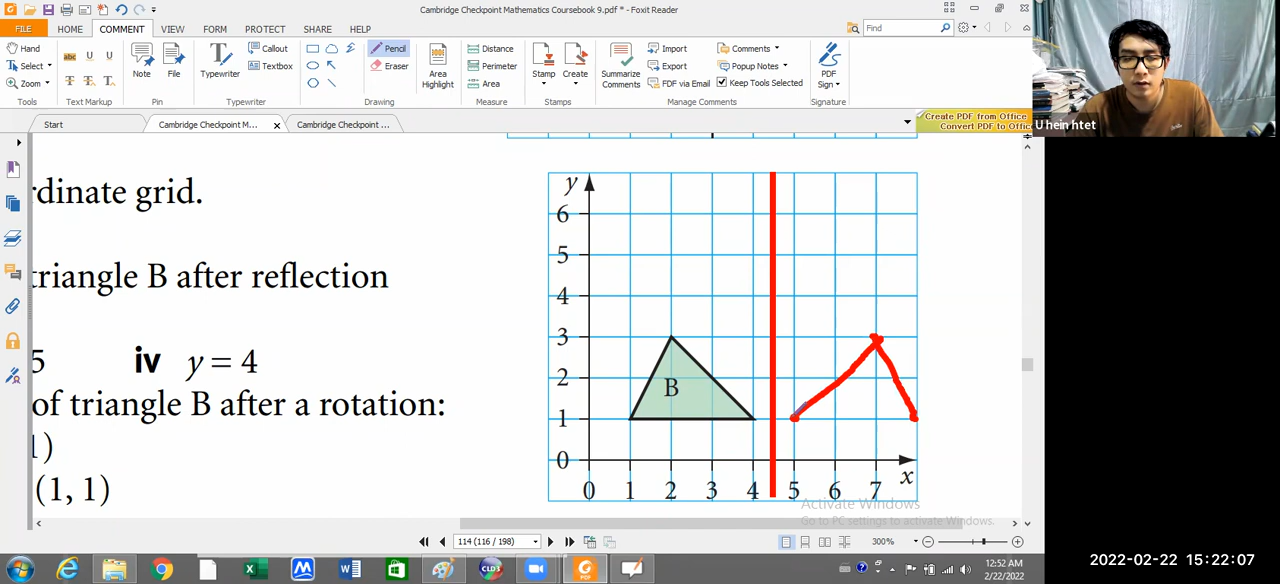 Cambridge Checkpoint Mathematics Coursebook 9.pdf * - Foxit Reader
FILE HOME COMMENT VIEW FORM PROTECT SHARE HELP
Find
Hand
Select
Zoom
Tools
Text Markup
Note
File
Pin
Typewriter
Callout
Textbox
Typewriter
Pencil
Eraser
Drawing
Area
Highlight
Distance
Perimeter
Area
Measure
Stamp
Create
Stamps
Summarize
Comments
Import
Export
FDF via Email
Comments
Popup Notes
Keep Tools Selected
Manage Comments
PDF
Sign
Signature
U hein htet
Start
Cambridge Checkpoint M...
Cambridge Checkpoint ...
Create PDF from Office
Convert PDF to Offic
rdinate grid.
triangle B after reflection
5 iv y = 4
of triangle B after a rotation:
1)
(1, 1)
y
6
5
4
3
2
1
0
B
0 1 2 3 4 5 6 7 x
Activate Windows
Go to PC settings to activate Windows.
114 (116 / 198)
300%
12:52 AM
2/22/2022
2022-02-22 15:22:07